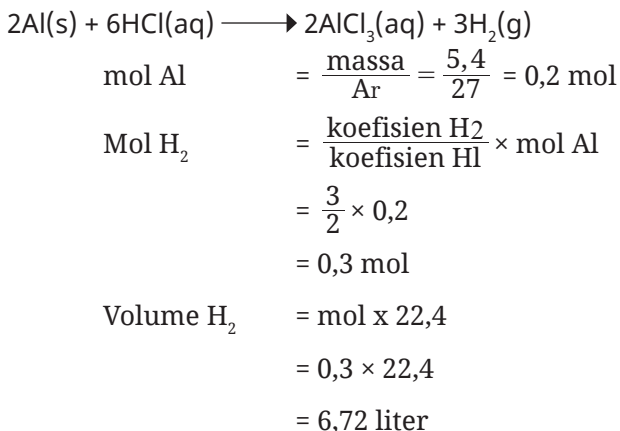 2Al(s) + 6HCl(aq) ⟶ 2AlCl₃(aq) + 3H₂(g)
mol Al = massa/Ar = 5,4/27 = 0,2 mol
Mol H₂ = koefisien H2/koefisien Hl × mol Al
= 3/2 × 0,2
= 0,3 mol
Volume H₂ = mol x 22,4
= 0,3 × 22,4
= 6,72 liter